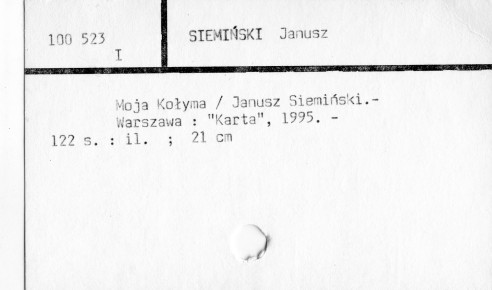 100 523
I
SIEMIŃSKI Janusz
Moja Kołyma / Janusz Siemiński.-
Warszawa : "Karta", 1995. -
122 s. : il. ; 21 cm